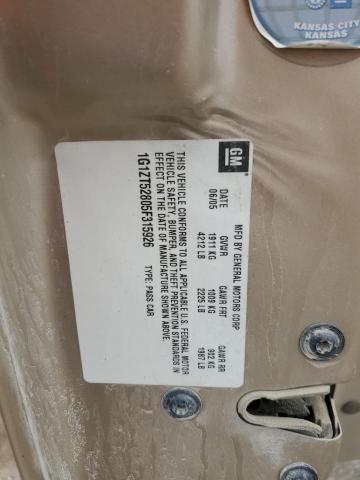 KANSAS CITY
KANSAS
GM
MFD BY GENERAL MOTORS CORP
DATE GVWR GAWR FRT GAWR RR
06/05 1911 KG 1009 KG 902 KG
4212 LB 2225 LB 1987 LB
THIS VEHICLE CONFORMS TO ALL APPLICABLE U.S. FEDERAL MOTOR
VEHICLE SAFETY, BUMPER, AND THEFT PREVENTION STANDARDS IN
EFFECT ON THE DATE OF MANUFACTURE SHOWN ABOVE.
1G1ZT52805F315926 TYPE: PASS CAR